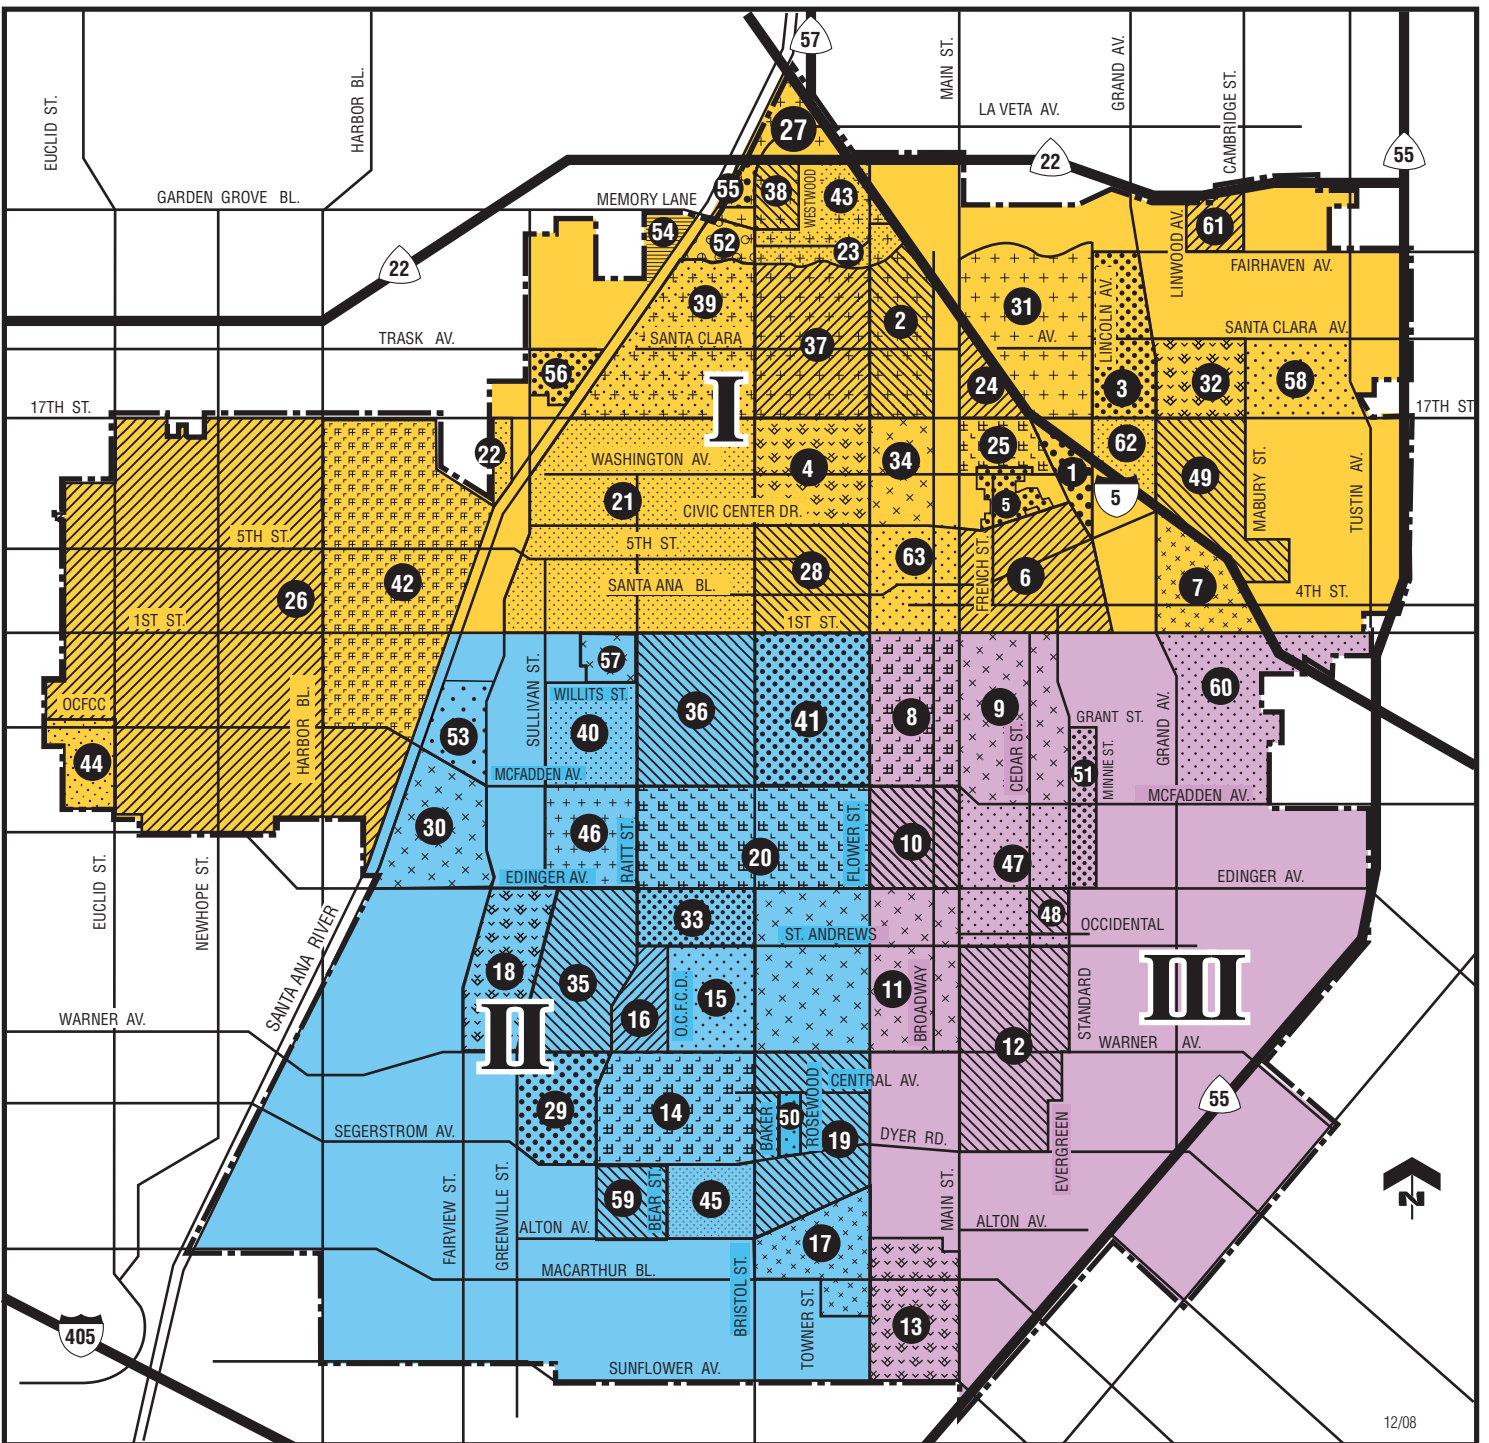 57
MAIN ST.
GRAND AV.
CAMBRIDGE ST.
EUCLID ST.
HARBOR BL.
LA VETA AV.
27
22
55
GARDEN GROVE BL.
MEMORY LANE
55
38
WESTWOOD
43
61
54
52
23
LINWOOD AV.
FAIRHAVEN AV.
22
39
2
31
LINCOLN AV.
TRASK AV.
SANTA CLARA
37
AV.
SANTA CLARA AV.
56
24
3
32
58
I
17TH ST.
17TH ST
22
WASHINGTON AV.
4
34
25
62
1
49
MABURY ST.
TUSTIN AV.
21
CIVIC CENTER DR.
5
5
5TH ST.
5TH ST.
28
63
FRENCH ST.
6
7
26
42
SANTA ANA BL.
4TH ST.
1ST ST.
1ST ST.
57
SULLIVAN ST.
WILLITS ST.
OCFCC
HARBOR BL.
53
40
36
41
8
9
CEDAR ST.
GRANT ST.
MINNIE ST.
GRAND AV.
60
44
MCFADDEN AV.
51
MCFADDEN AV.
30
46
RAITT ST.
20
FLOWER ST.
10
47
EUCLID ST.
NEWHOPE ST.
EDINGER AV.
EDINGER AV.
33
48
OCCIDENTAL
ST. ANDREWS
SANTA ANA RIVER
18
35
16
O.C.F.C.D.
15
11
BROADWAY
STANDARD
III
II
WARNER AV.
12
WARNER AV.
29
14
BAKER
50
ROSEWOOD
CENTRAL AV.
19
DYER RD.
EVERGREEN
55
SEGERSTROM AV.
FAIRVIEW ST.
GREENVILLE ST.
59
BEAR ST.
45
MAIN ST.
ALTON AV.
ALTON AV.
17
N
MACARTHUR BL.
BRISTOL ST.
TOWNER ST.
13
405
SUNFLOWER AV.
12/08